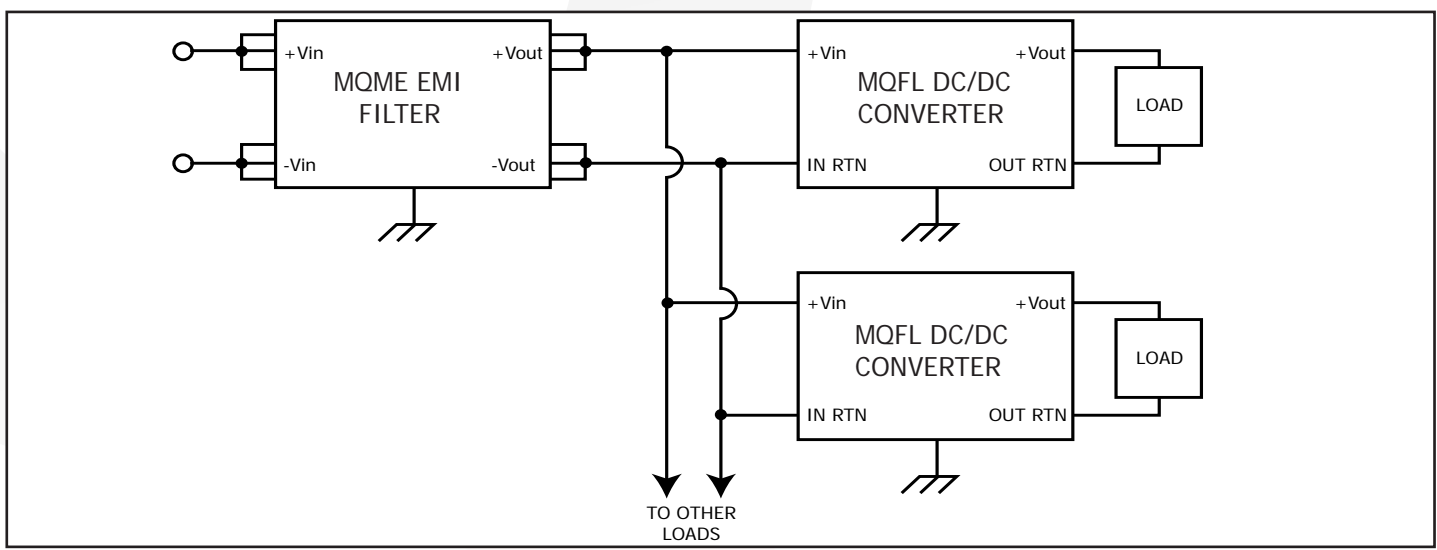 +Vin
+Vout
MQME EMI
FILTER
-Vin
-Vout
+Vin
+Vout
MQFL DC/DC
CONVERTER
IN RTN
OUT RTN
LOAD
+Vin
+Vout
MQFL DC/DC
CONVERTER
IN RTN
OUT RTN
LOAD
TO OTHER
LOADS